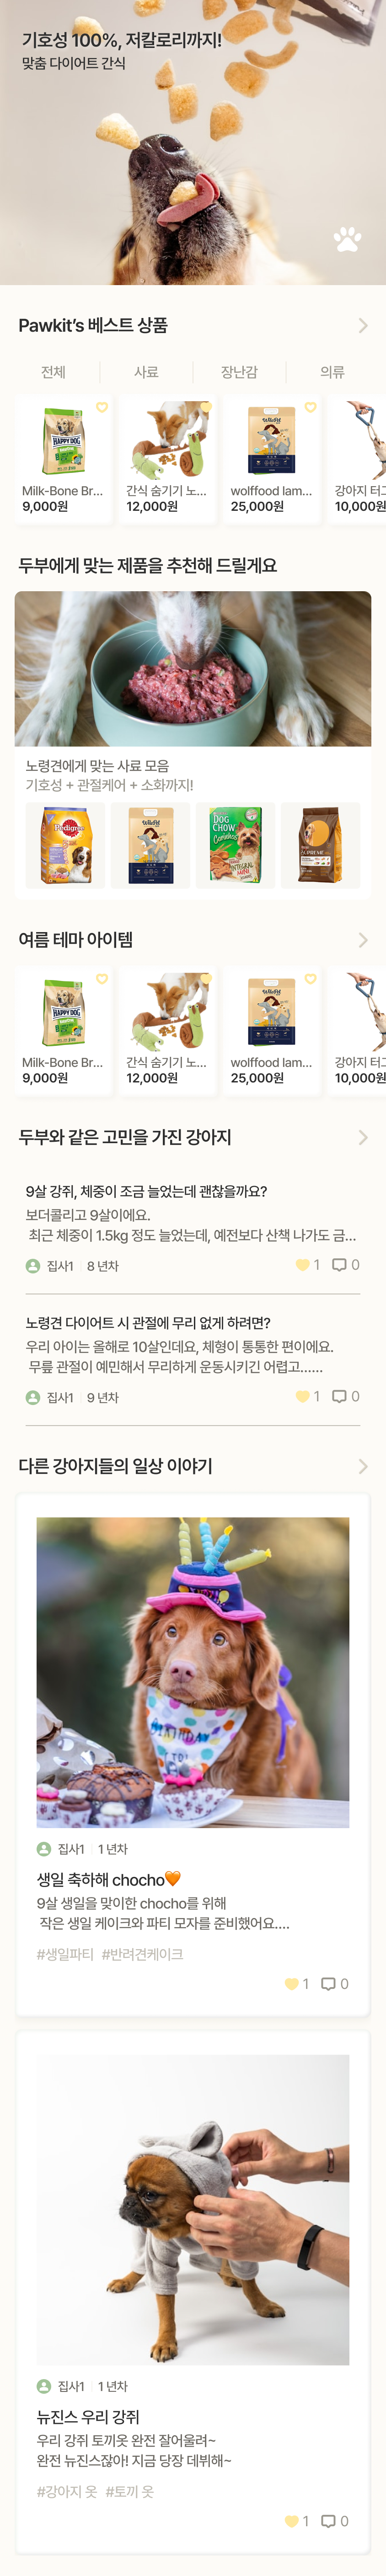 기호성 100%, 저칼로리까지!
맞춤 다이어트 간식
Pawkit’s 베스트 상품
전체 사료 장난감 의류
HAPPY DOG
Milk-Bone Br...
9,000원
간식 숨기기 노...
12,000원
wolffood lam...
25,000원
강아지 터그
10,000원
두부에게 맞는 제품을 추천해 드릴게요
노령견에게 맞는 사료 모음
기호성 + 관절케어 + 소화까지!
Pedigree
DOG
CHOW
Carinhos
INTEGRAL
SUPREME
여름 테마 아이템
HAPPY DOG
Milk-Bone Br...
9,000원
간식 숨기기 노...
12,000원
wolffood lam...
25,000원
강아지 터그
10,000원
두부와 같은 고민을 가진 강아지
9살 강쥐, 체중이 조금 늘었는데 괜찮을까요?
보더콜리고 9살이에요.
최근 체중이 1.5kg 정도 늘었는데, 예전보다 산책 나가도 금...
집사1 8 년차 1 0
노령견 다이어트 시 관절에 무리 없게 하려면?
우리 아이는 올해로 10살인데요, 체형이 통통한 편이에요.
무릎 관절이 예민해서 무리하게 운동시키긴 어렵고......
집사1 9 년차 1 0
다른 강아지들의 일상 이야기
BIRTHDAY
집사1 1 년차
생일 축하해 chocho🧡
9살 생일을 맞이한 chocho를 위해
작은 생일 케이크와 파티 모자를 준비했어요....
#생일파티 #반려견케이크
1 0
집사1 1 년차
뉴진스 우리 강쥐
우리 강쥐 토끼옷 완전 잘어울려~
완전 뉴진스잖아! 지금 당장 데뷔해~
#강아지 옷 #토끼 옷
1 0